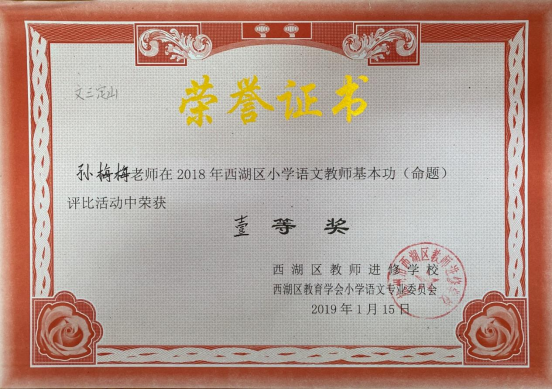 文三定山
荣誉证书
孙梅梅老师在2018年西湖区小学语文教师基本功（命题）
评比活动中荣获
壹等奖
西湖区教师进修学校
西湖区教育学会小学语文专业委员会
2019年1月15日